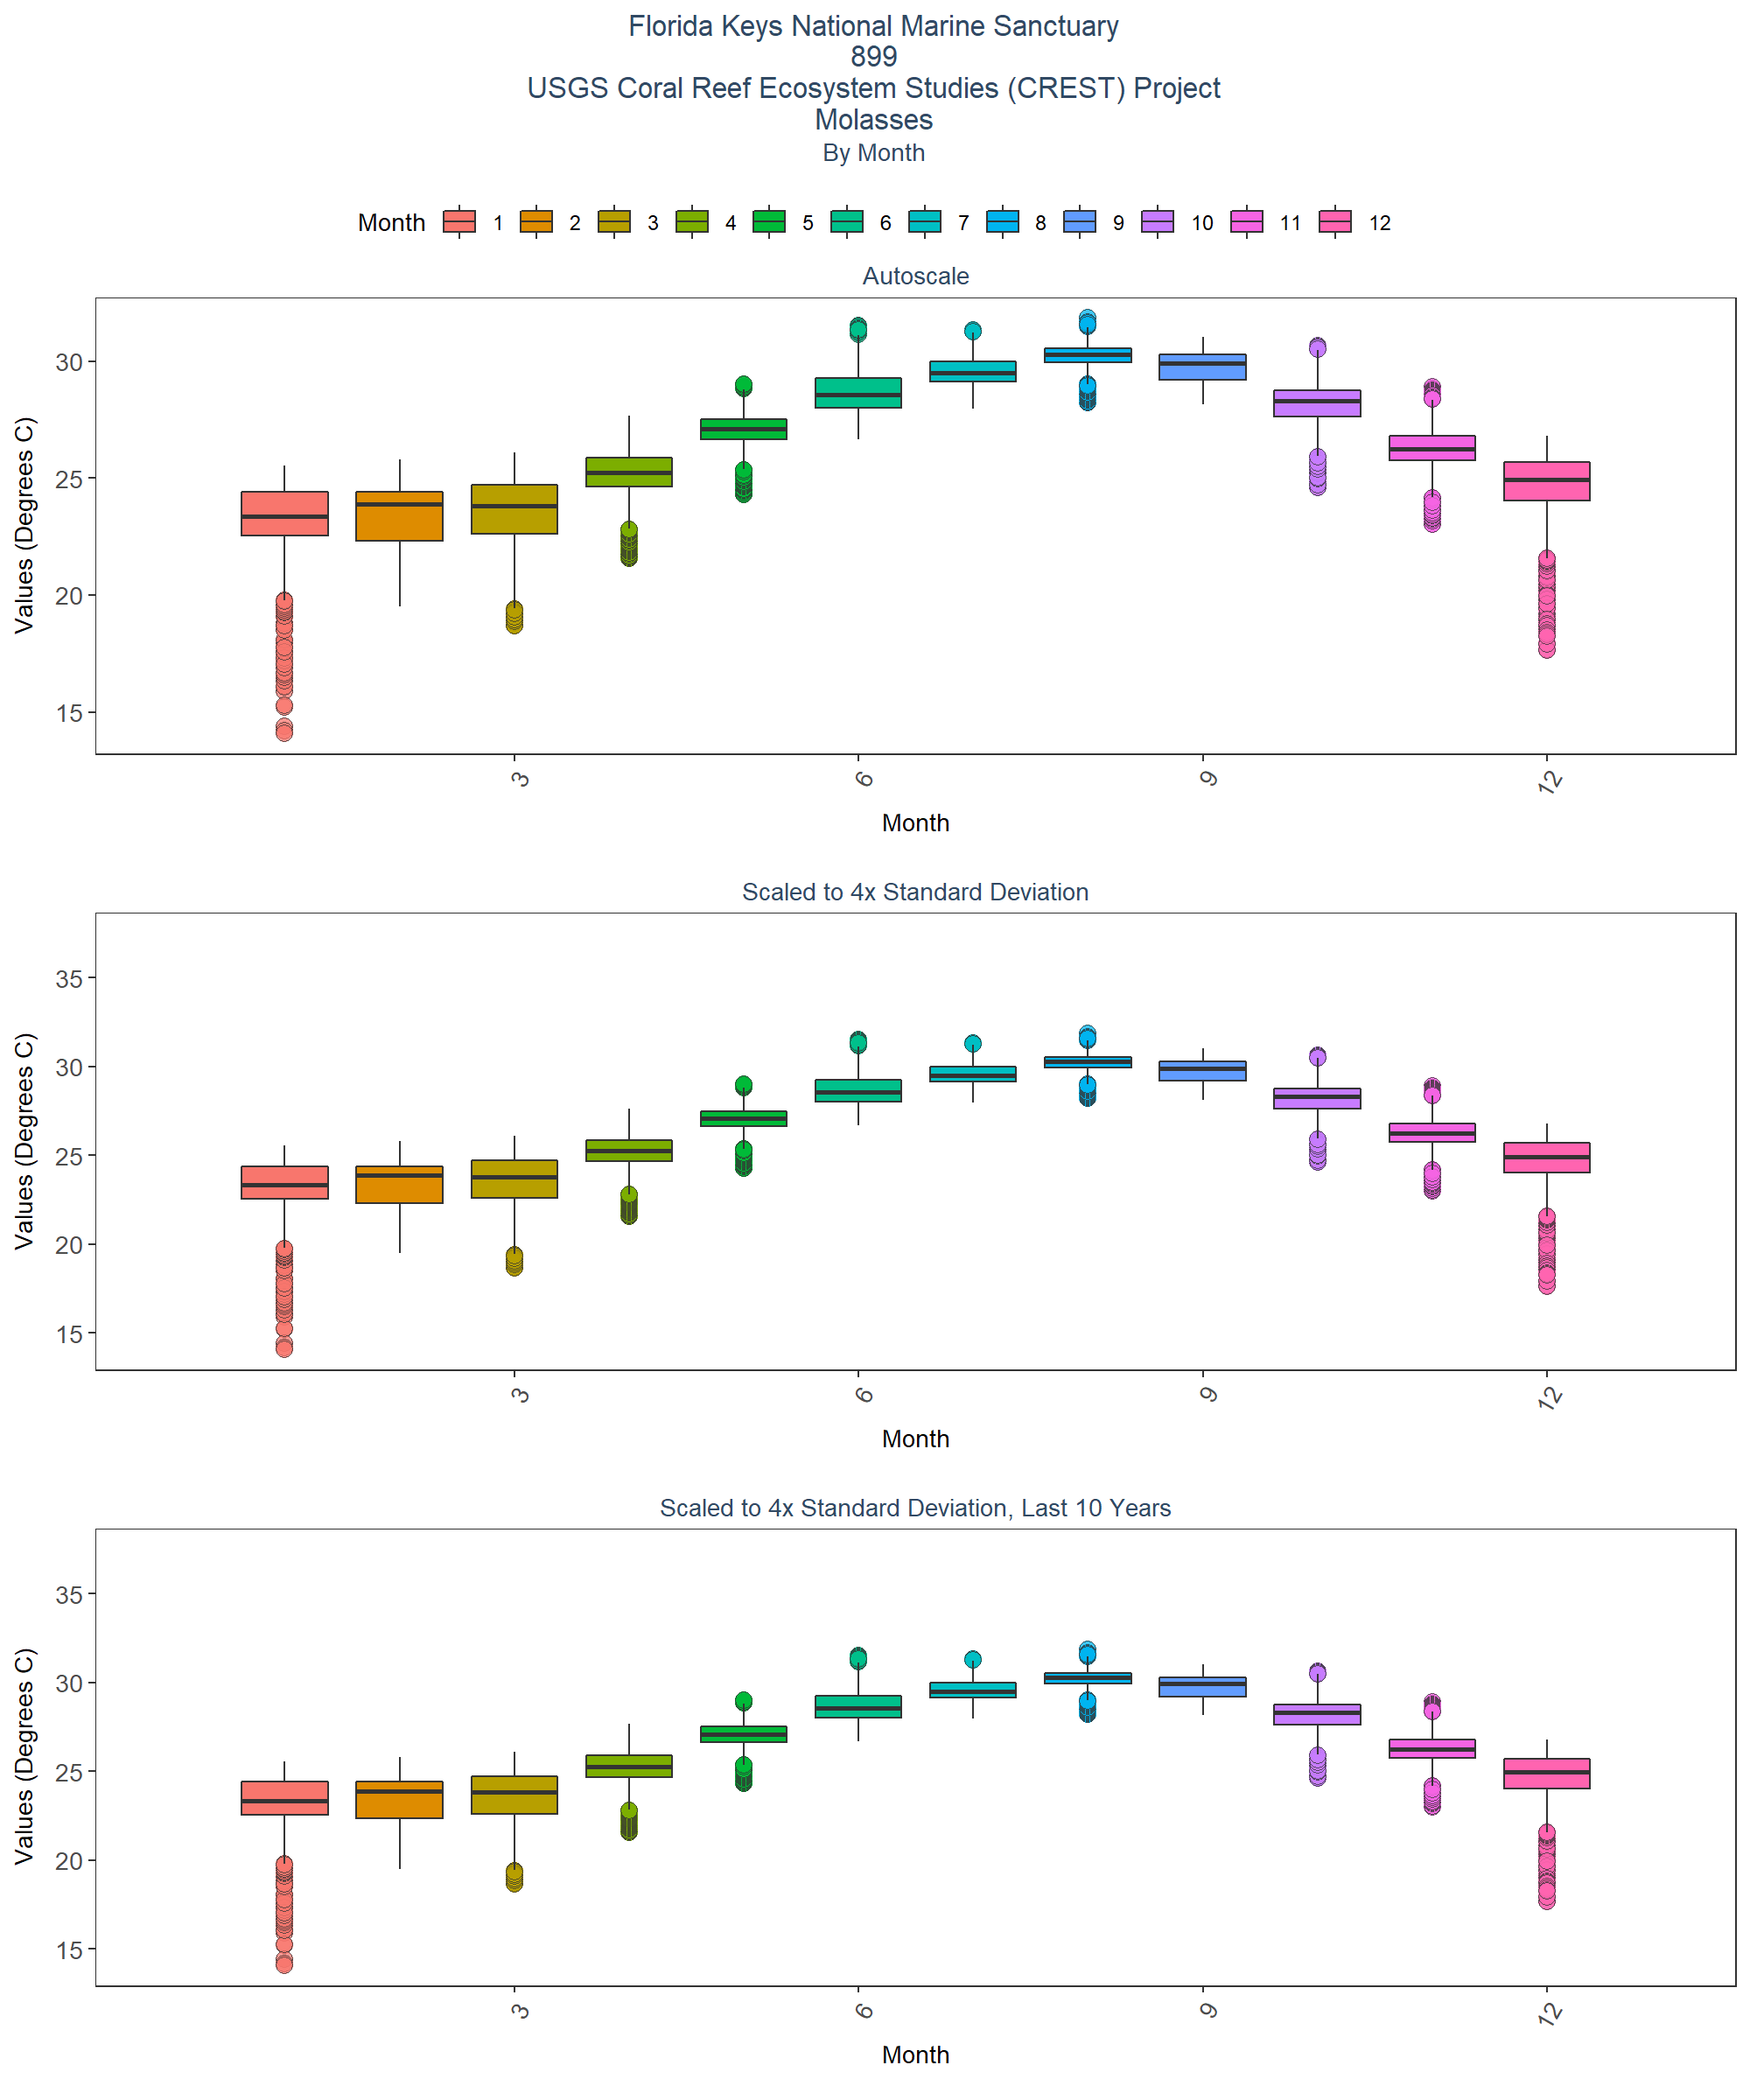 Florida Keys National Marine Sanctuary
899
USGS Coral Reef Ecosystem Studies (CREST) Project
Molasses
By Month
Month 1 2 3 4 5 6 7 8 9 10 11 12
Autoscale
Values (Degrees C)
30
25
20
15
3 6 9 12
Month
Scaled to 4x Standard Deviation
Values (Degrees C)
35
30
25
20
15
3 6 9 12
Month
Scaled to 4x Standard Deviation, Last 10 Years
Values (Degrees C)
35
30
25
20
15
3 6 9 12
Month